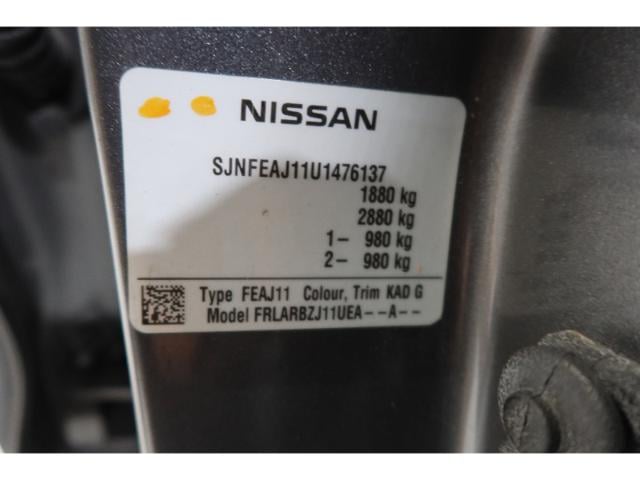 NISSAN
SJNFEAJ11U1476137
1880 kg
2880 kg
1- 980 kg
2- 980 kg
Type FEAJ11 Colour, Trim KAD G
Model FRLARBZJ11UEA--A--